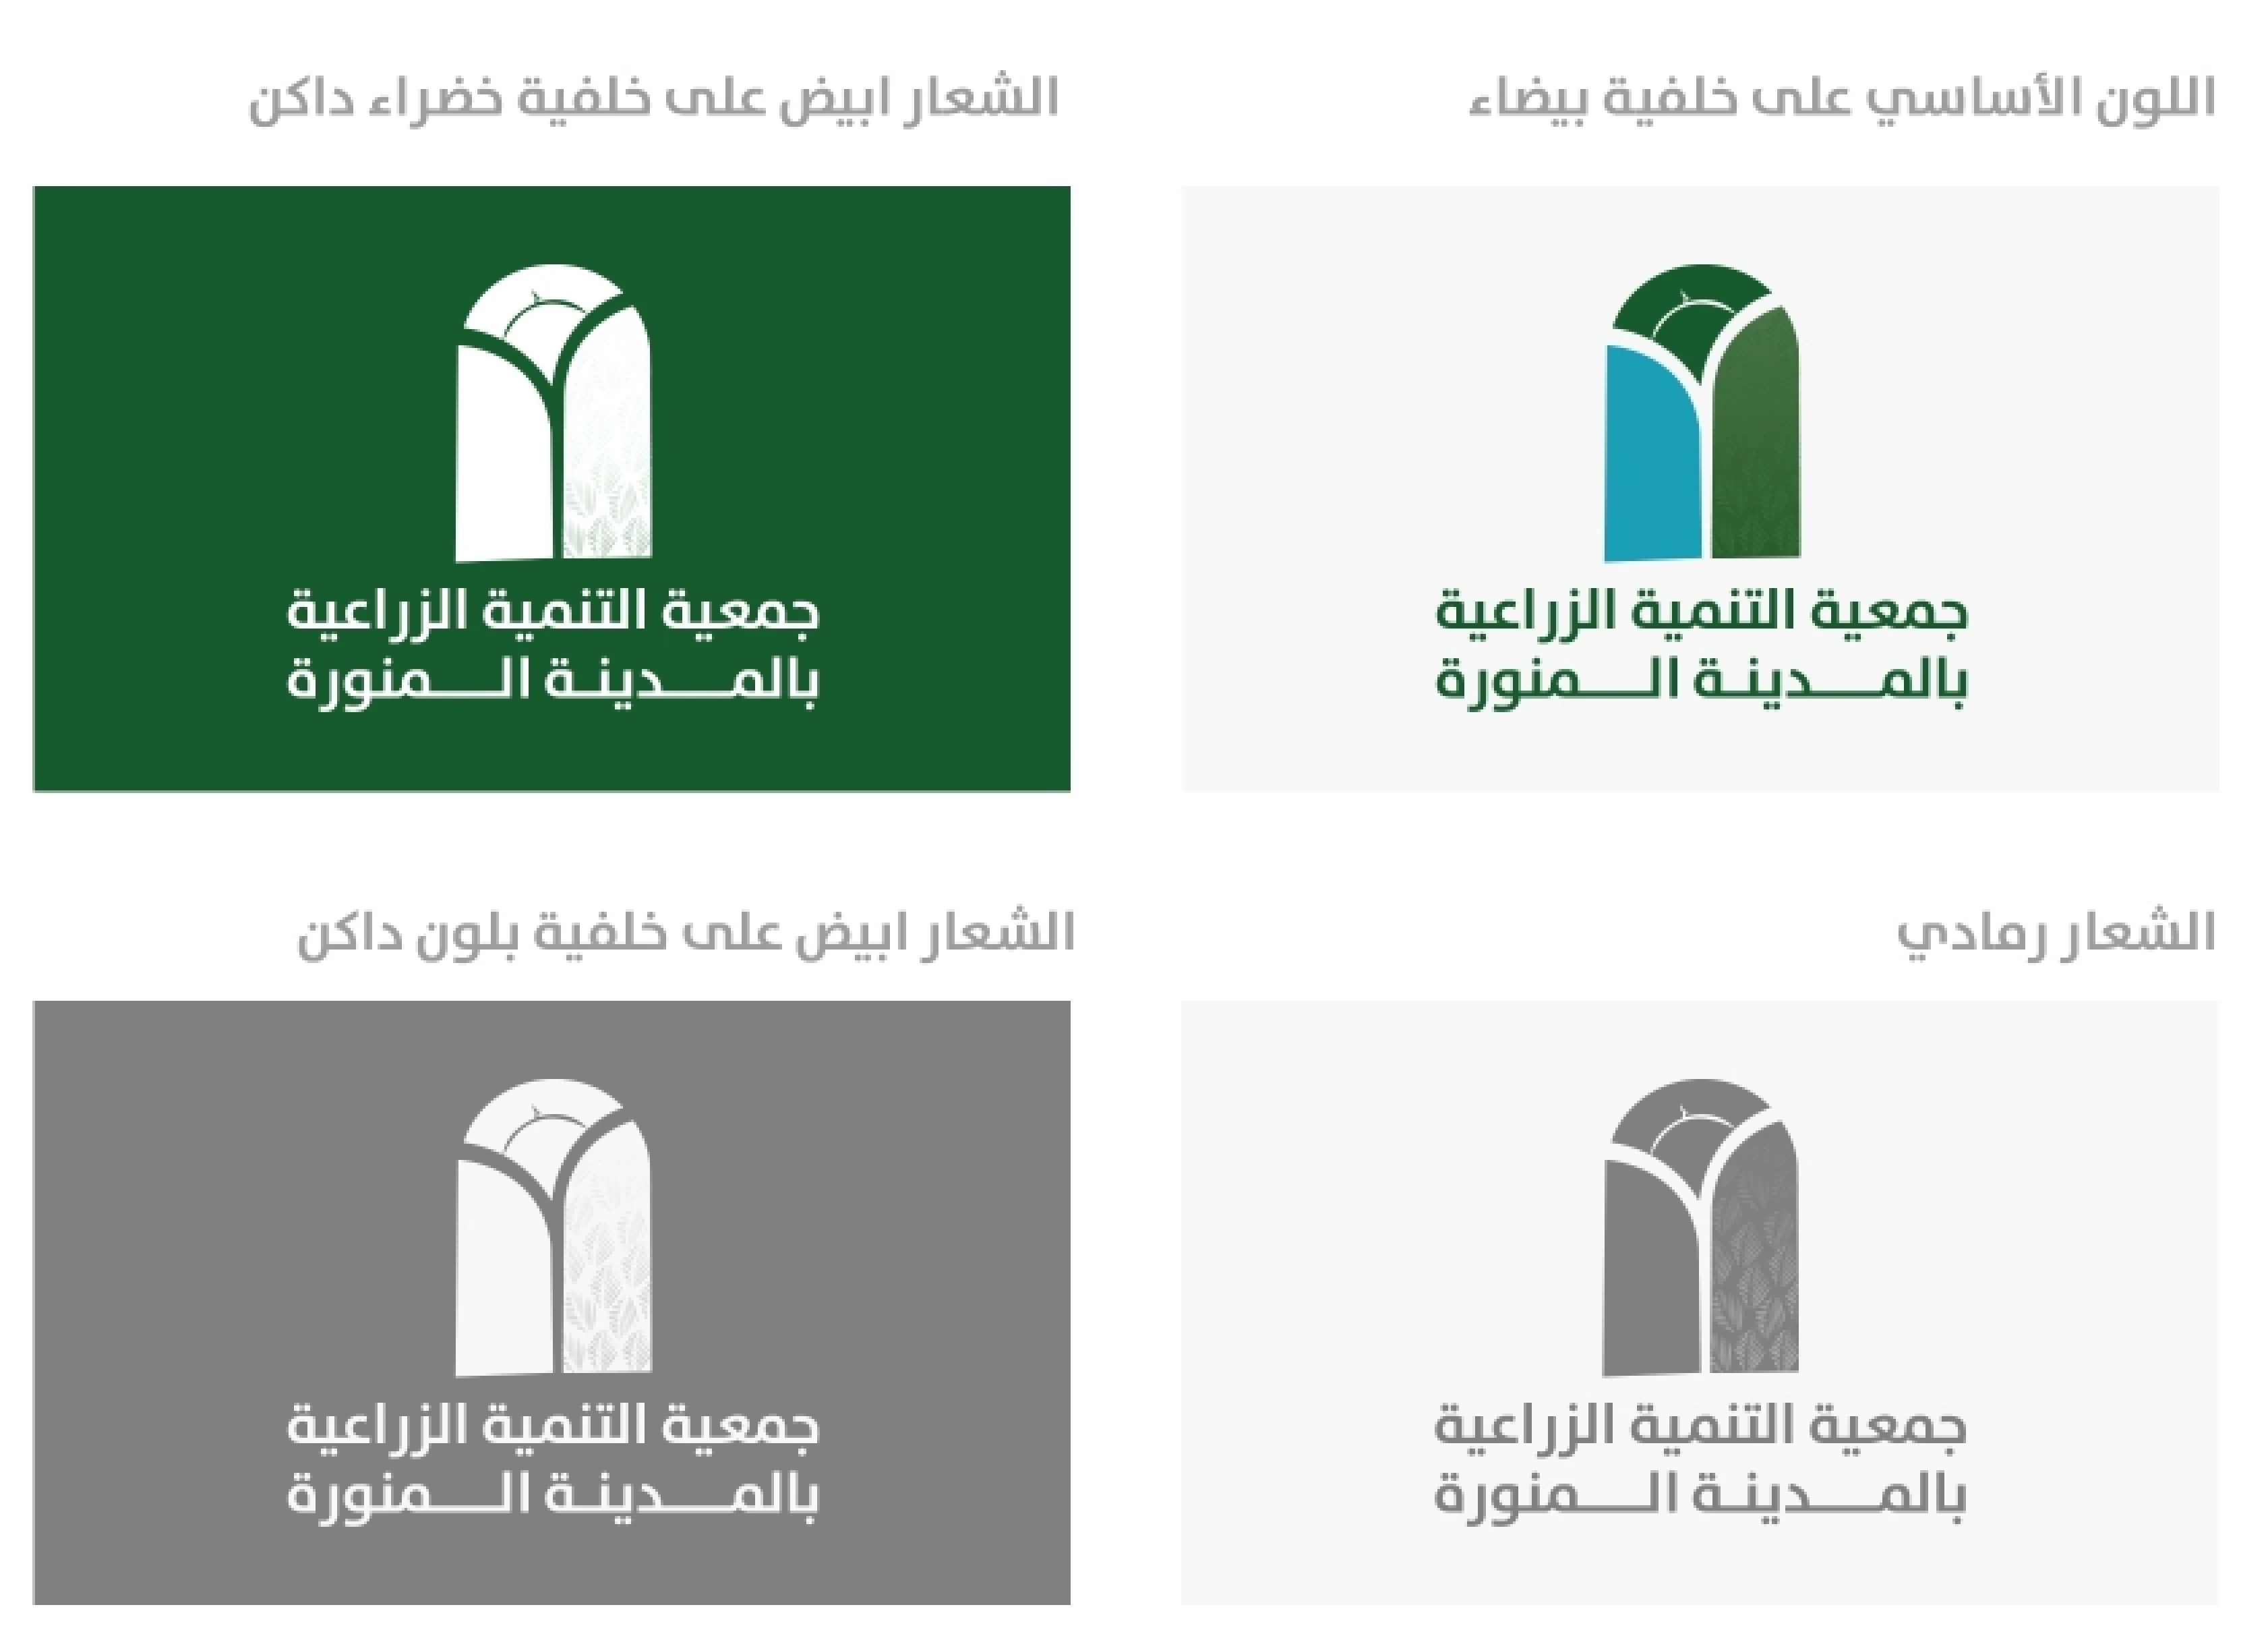 اللون الأساسي على خلفية بيضاء
جمعية التنمية الزراعية
بالمـــدينـة الـــمنورة
الشعار ابيض على خلفية خضراء داكن
جمعية التنمية الزراعية
بالمـــدينـة الـــمنورة
الشعار رمادي
جمعية التنمية الزراعية
بالمـــدينـة الـــمنورة
الشعار ابيض على خلفية بلون داكن
جمعية التنمية الزراعية
بالمـــدينـة الـــمنورة